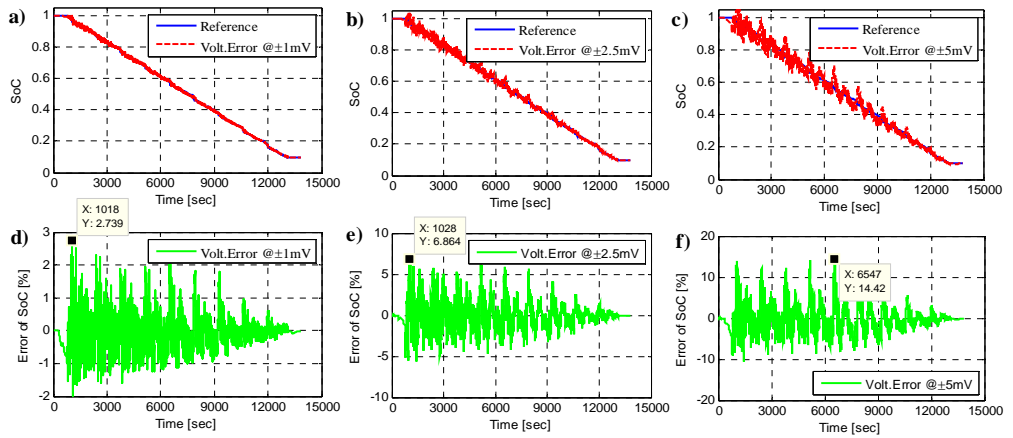 a)
1
0.8
0.6
0.4
0.2
0
SoC
Reference
Volt.Error @±1mV
0 3000 6000 9000 12000 15000
Time [sec]
b)
1
0.8
0.6
0.4
0.2
0
SoC
Reference
Volt.Error @±2.5mV
0 3000 6000 9000 12000 15000
Time [sec]
c)
1
0.8
0.6
0.4
0.2
0
SoC
Reference
Volt.Error @±5mV
0 3000 6000 9000 12000 15000
Time [sec]
d)
X: 1018
Y: 2.739
3
2
1
0
-1
-2
Error of SoC [%]
Volt.Error @±1mV
0 3000 6000 9000 12000 15000
Time [sec]
e)
X: 1028
Y: 6.864
10
5
0
-5
-10
Error of SoC [%]
Volt.Error @±2.5mV
0 3000 6000 9000 12000 15000
Time [sec]
f)
20
10
0
-10
-20
Error of SoC [%]
X: 6547
Y: 14.42
Volt.Error @±5mV
0 3000 6000 9000 12000 15000
Time [sec]